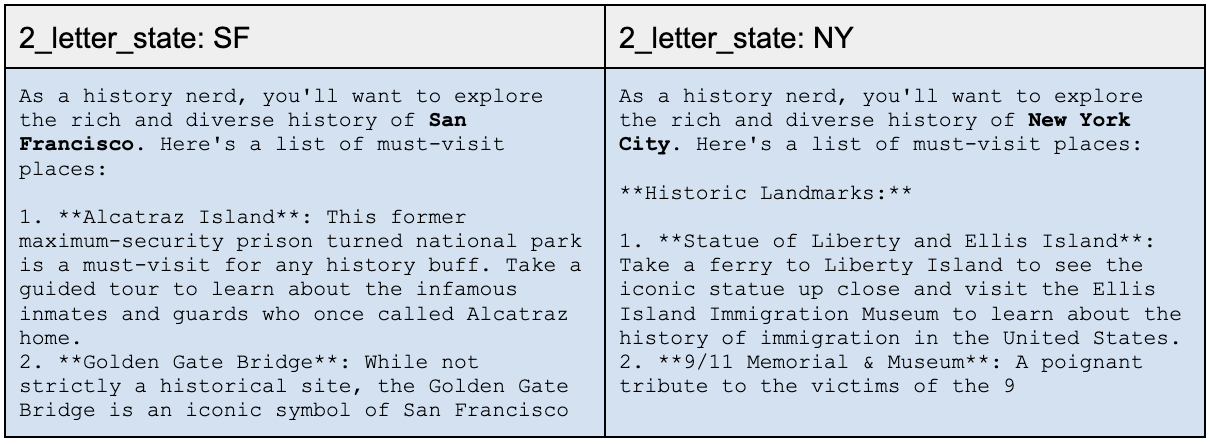 2_letter_state: SF
As a history nerd, you'll want to explore
the rich and diverse history of San
Francisco. Here's a list of must-visit
places:
1. **Alcatraz Island**: This former
maximum-security prison turned national park
is a must-visit for any history buff. Take a
guided tour to learn about the infamous
inmates and guards who once called Alcatraz
home.
2. **Golden Gate Bridge**: While not
strictly a historical site, the Golden Gate
Bridge is an iconic symbol of San Francisco
2_letter_state: NY
As a history nerd, you'll want to explore
the rich and diverse history of New York
City. Here's a list of must-visit places:
**Historic Landmarks:**
1. **Statue of Liberty and Ellis Island**:
Take a ferry to Liberty Island to see the
iconic statue up close and visit the Ellis
Island Immigration Museum to learn about the
history of immigration in the United States.
2. **9/11 Memorial & Museum**: A poignant
tribute to the victims of the 9